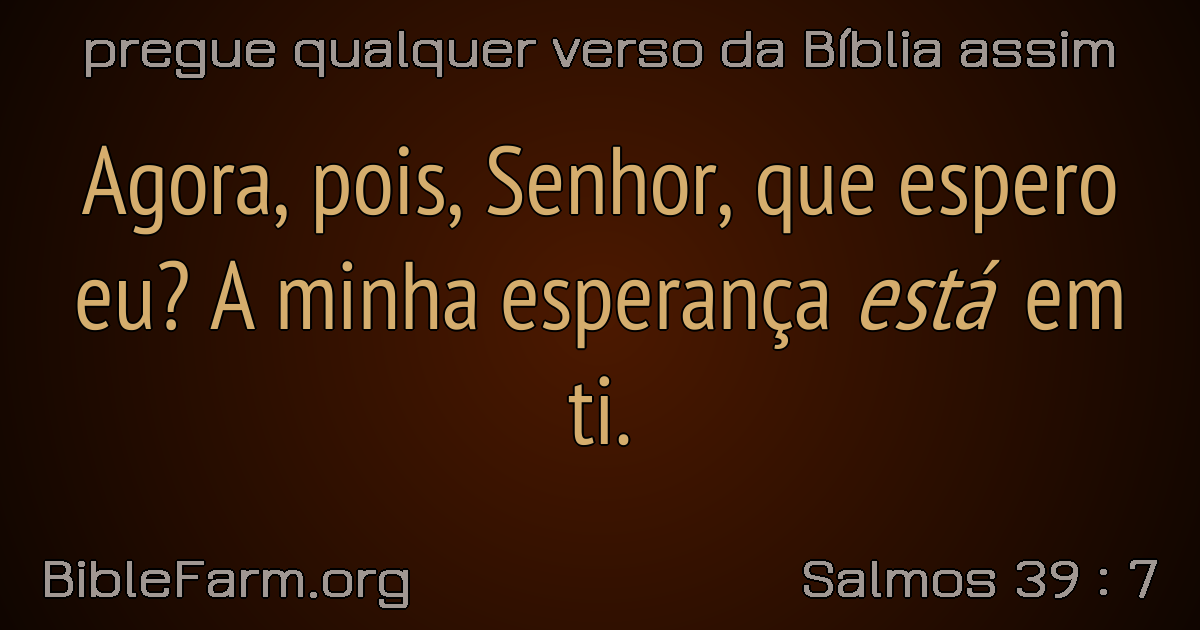 pregue qualquer verso da Bíblia assim
Agora, pois, Senhor, que espero
eu? A minha esperança está em
ti.
BibleFarm.org
Salmos 39 : 7